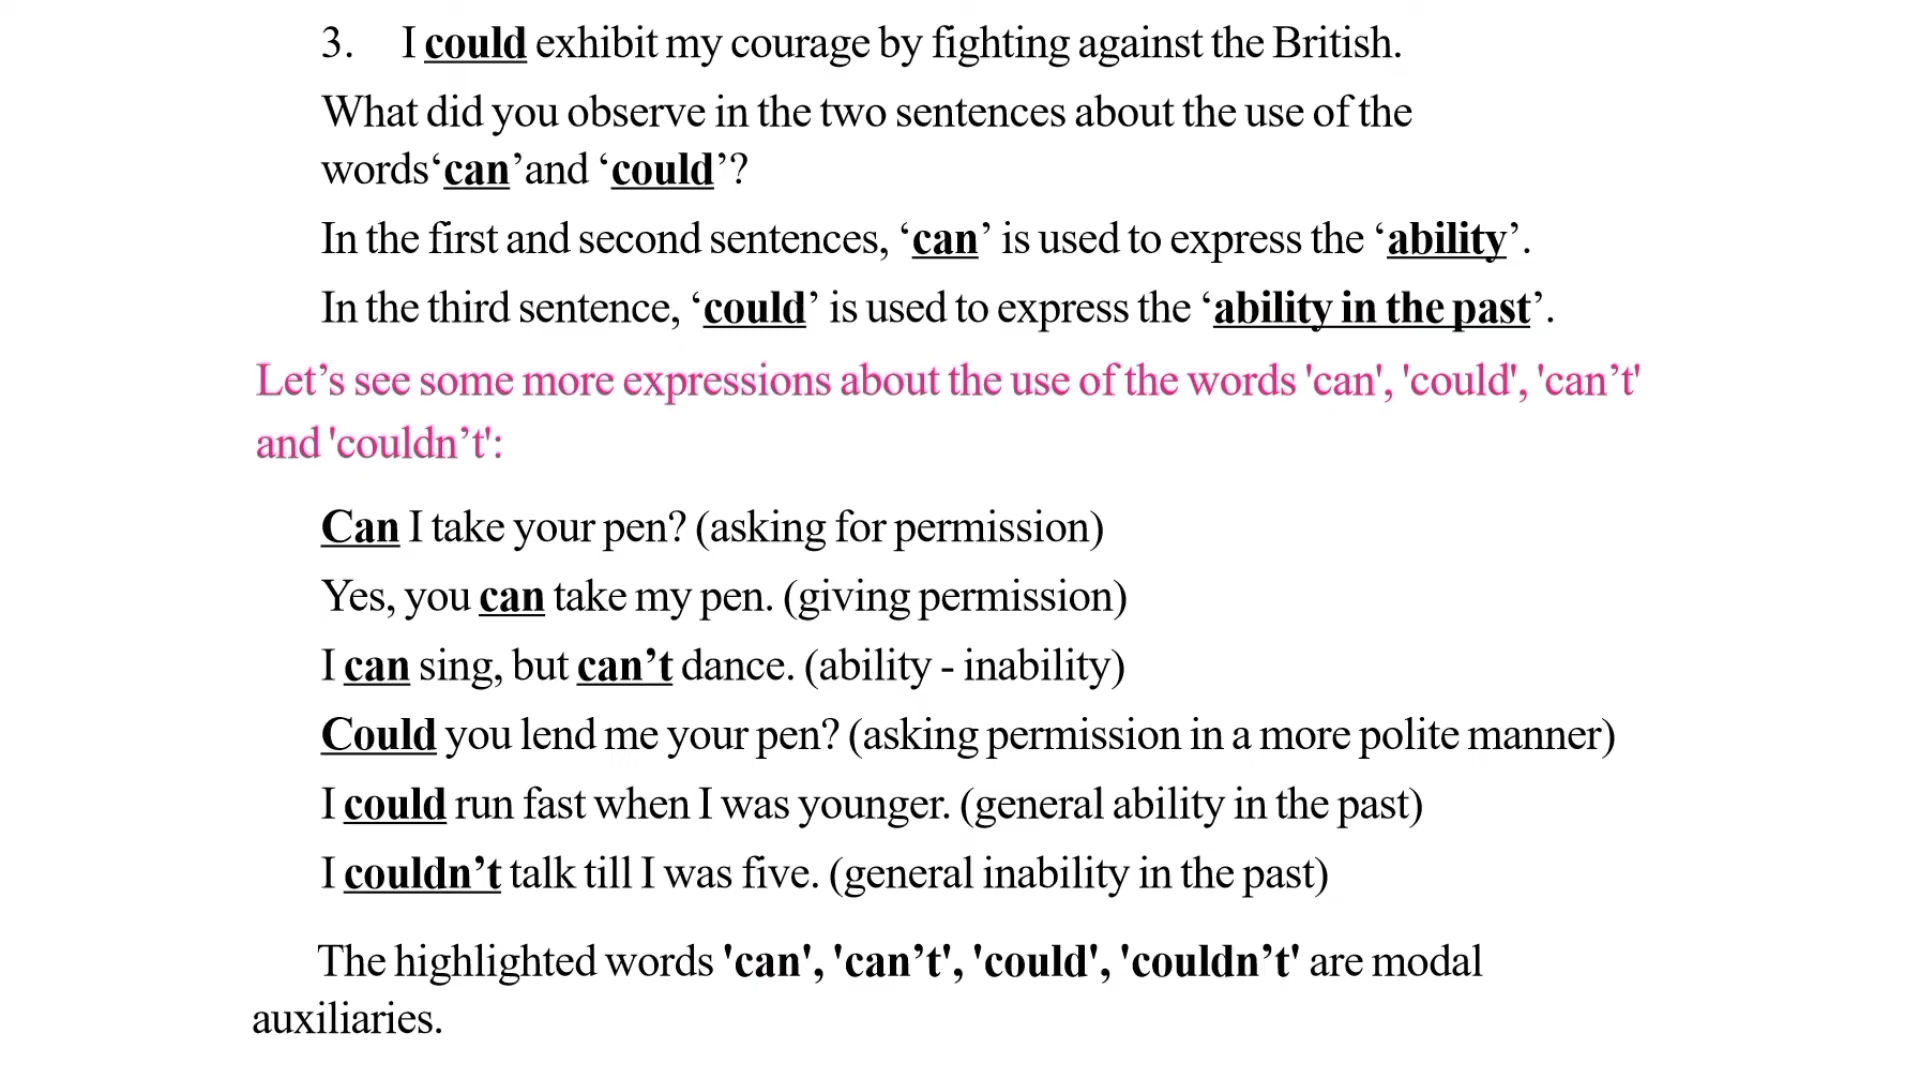 3. I could exhibit my courage by fighting against the British.
What did you observe in the two sentences about the use of the
words‘can’and ‘could’?
In the first and second sentences, ‘can’ is used to express the ‘ability’.
In the third sentence, ‘could’ is used to express the ‘ability in the past’.
Let’s see some more expressions about the use of the words 'can', 'could', 'can’t'
and 'couldn’t':
Can I take your pen? (asking for permission)
Yes, you can take my pen. (giving permission)
I can sing, but can’t dance. (ability - inability)
Could you lend me your pen? (asking permission in a more polite manner)
I could run fast when I was younger. (general ability in the past)
I couldn’t talk till I was five. (general inability in the past)
The highlighted words 'can', 'can’t', 'could', 'couldn’t' are modal
auxiliaries.